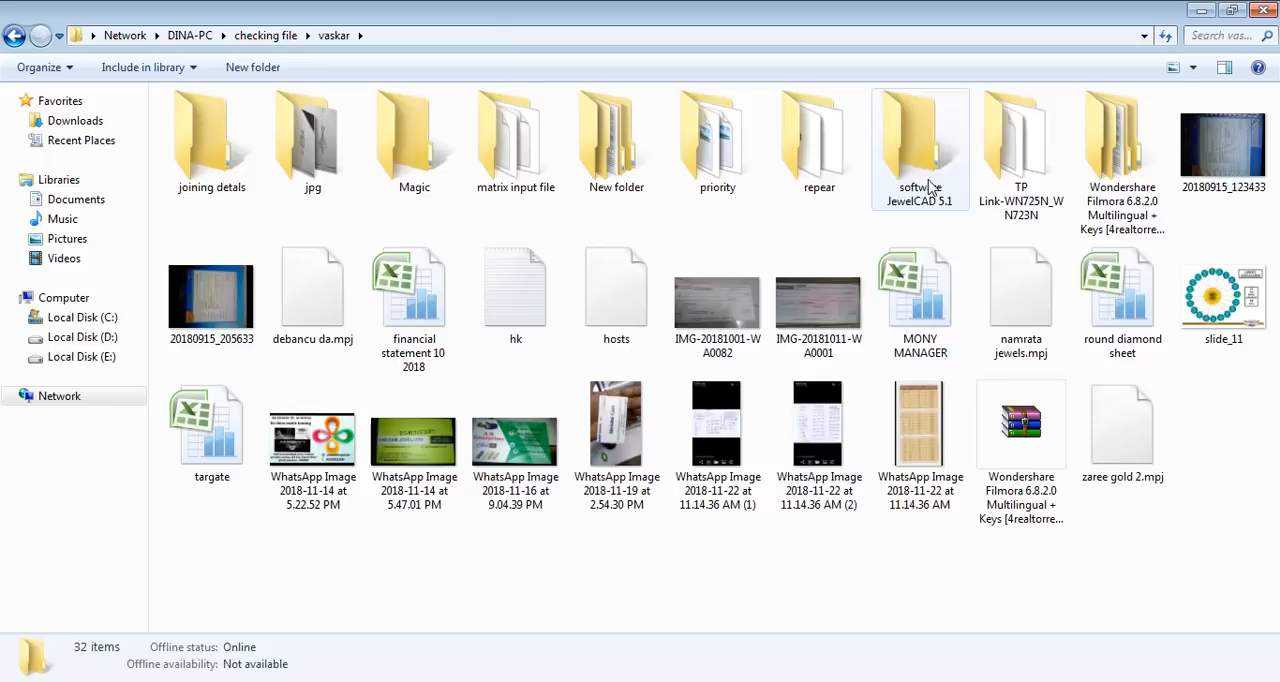 Network ▸ DINA-PC ▸ checking file ▸ vaskar ▸
Search vas...
Organize
Include in library
New folder
Favorites
Downloads
Recent Places
Libraries
Documents
Music
Pictures
Videos
Computer
Local Disk (C:)
Local Disk (D:)
Local Disk (E:)
Network
joining detals
jpg
Magic
matrix input file
New folder
priority
repear
software
JewelCAD 5.1
TP
Link-WN725N_W
N723N
Wondershare
Filmora 6.8.2.0
Multilingual +
Keys [4realtorre...
20180915_123433
20180915_205633
debancu da.mpj
financial
statement 10
2018
hk
hosts
IMG-20181001-W
A0082
IMG-20181011-W
A0001
MONY
MANAGER
namrata
jewels.mpj
round diamond
sheet
slide_11
targate
WhatsApp Image
2018-11-14 at
5.22.52 PM
WhatsApp Image
2018-11-14 at
5.47.01 PM
WhatsApp Image
2018-11-16 at
9.04.39 PM
WhatsApp Image
2018-11-19 at
2.54.30 PM
WhatsApp Image
2018-11-22 at
11.14.36 AM (1)
WhatsApp Image
2018-11-22 at
11.14.36 AM (2)
WhatsApp Image
2018-11-22 at
11.14.36 AM
Wondershare
Filmora 6.8.2.0
Multilingual +
Keys [4realtorre...
zaree gold 2.mpj
32 items
Offline status: Online
Offline availability: Not available